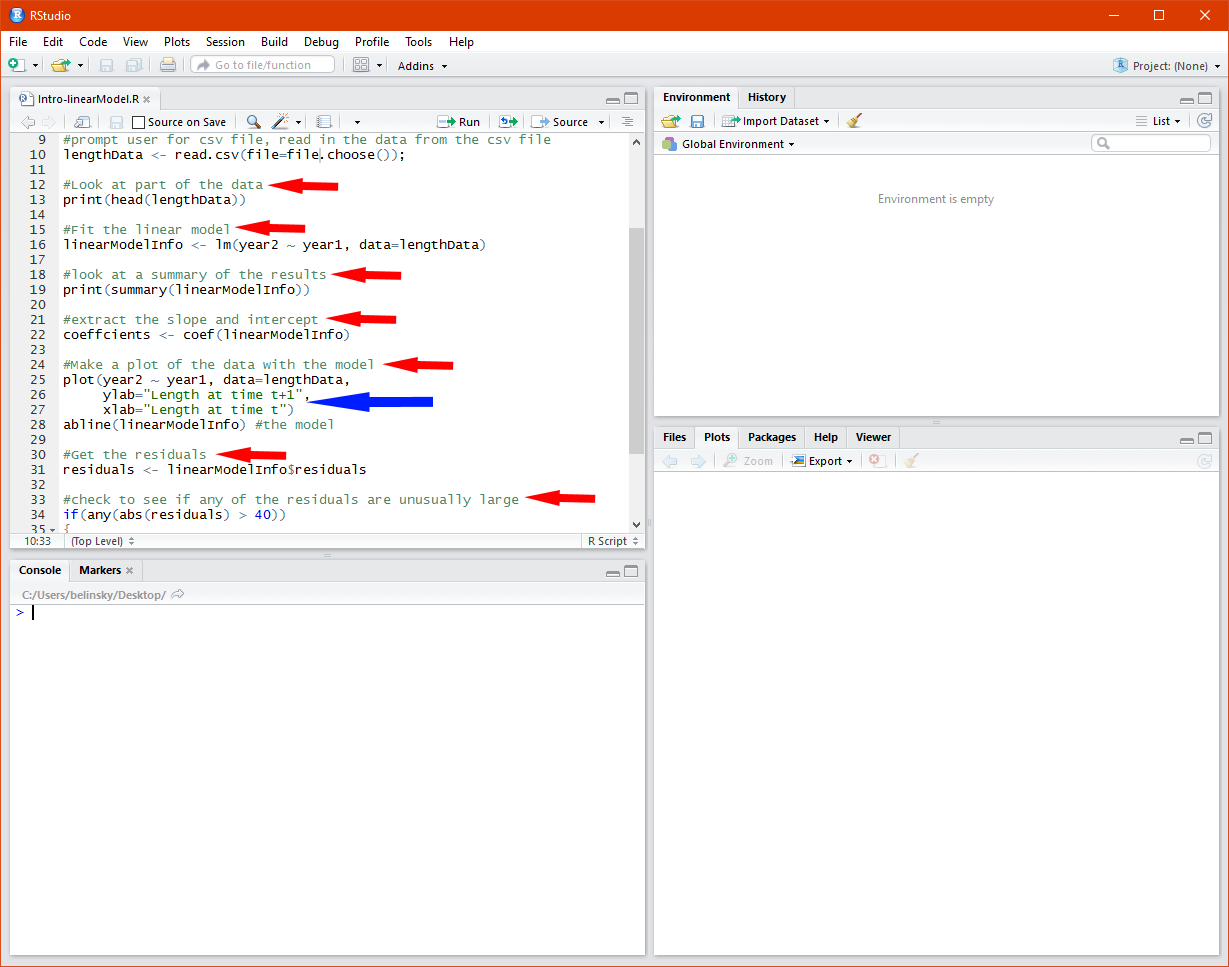 RStudio
File Edit Code View Plots Session Build Debug Profile Tools Help
Go to file/function Addins Project: (None)
Intro-linearModel.R
Source on Save Run Source
9 #prompt user for csv file, read in the data from the csv file
10 lengthData <- read.csv(file=file.choose());
11
12 #Look at part of the data
13 print(head(lengthData))
14
15 #Fit the linear model
16 linearModelInfo <- lm(year2 ~ year1, data=lengthData)
17
18 #look at a summary of the results
19 print(summary(linearModelInfo))
20
21 #extract the slope and intercept
22 coeffcients <- coef(linearModelInfo)
23
24 #Make a plot of the data with the model
25 plot(year2 ~ year1, data=lengthData,
26 ylab="Length at time t+1",
27 xlab="Length at time t")
28 abline(linearModelInfo) #the model
29
30 #Get the residuals
31 residuals <- linearModelInfo$residuals
32
33 #check to see if any of the residuals are unusually large
34 if(any(abs(residuals) > 40))
35 {
10:33 (Top Level) R Script
Console Markers
C:/Users/belinsky/Desktop/
>
Environment History
Import Dataset List
Global Environment
Environment is empty
Files Plots Packages Help Viewer
Zoom Export